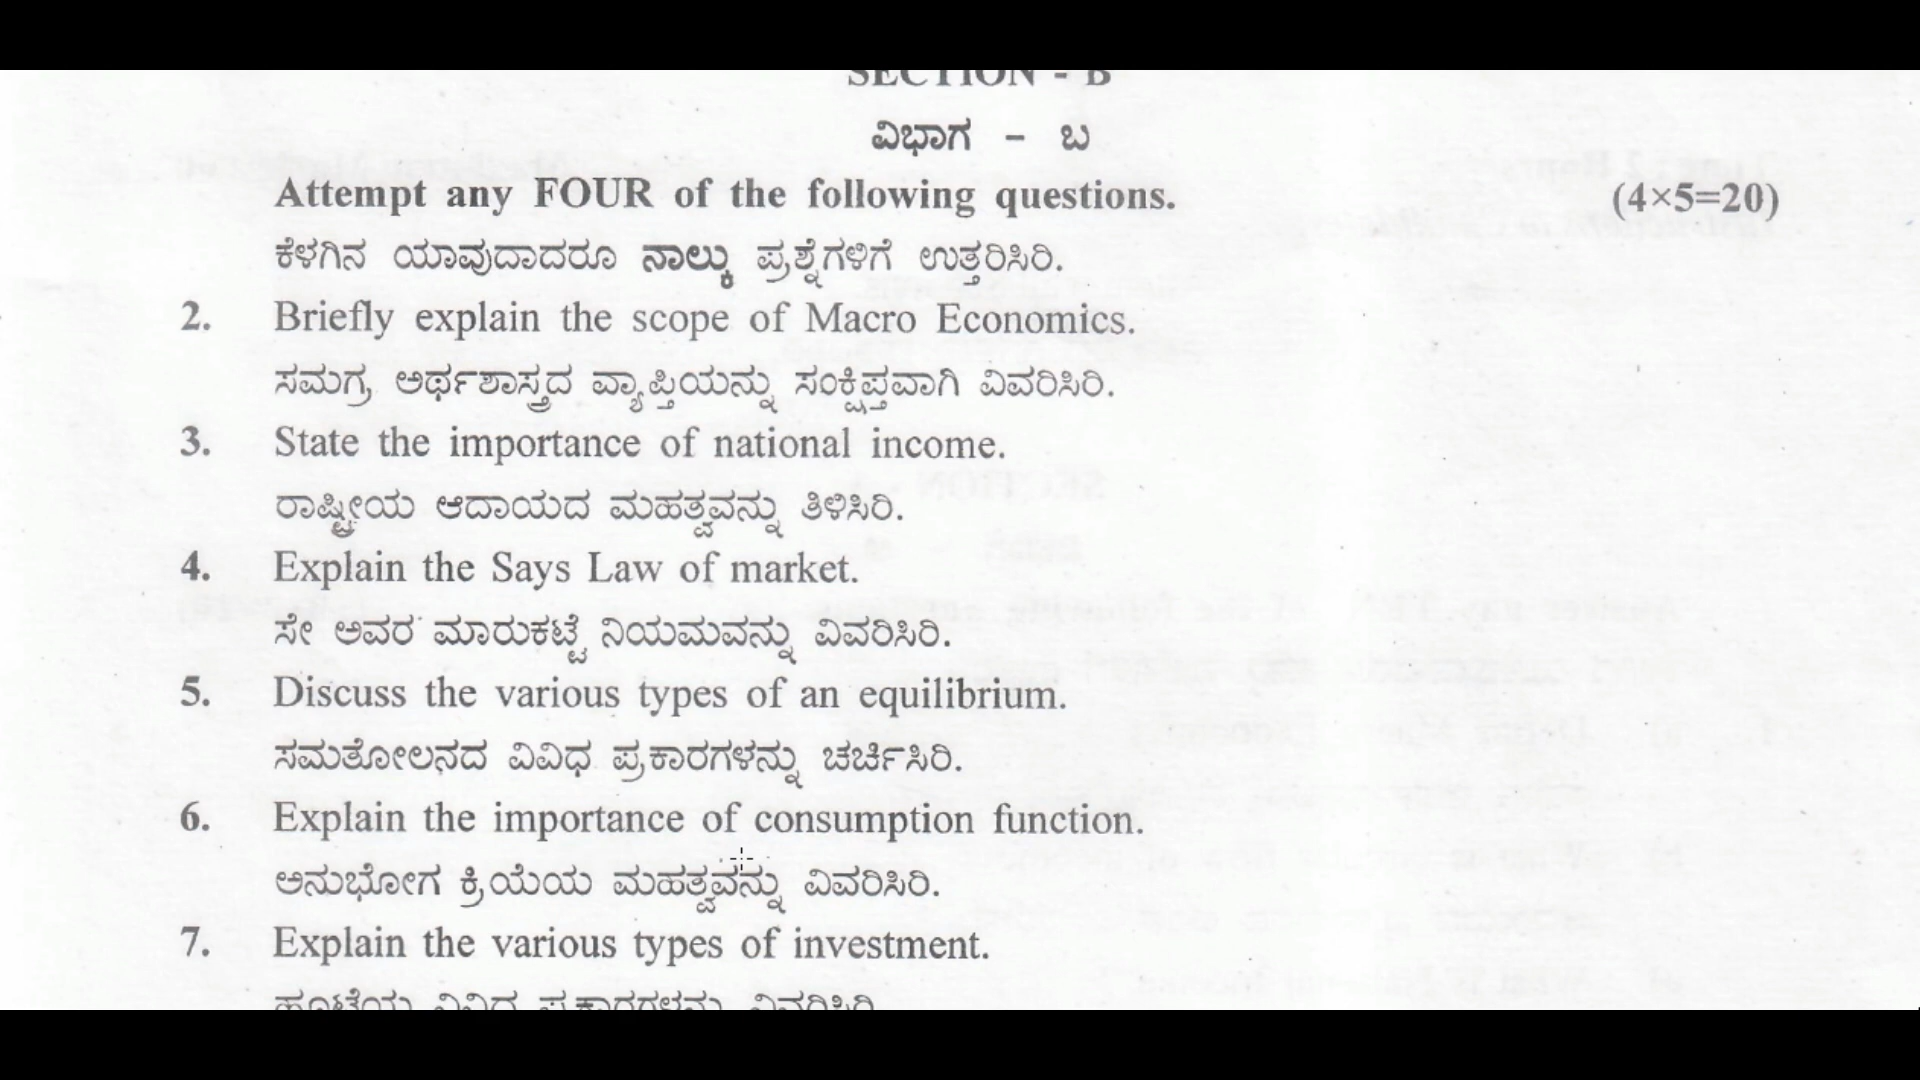 SECTION - B
ವಿಭಾಗ - ಬ
Attempt any FOUR of the following questions. (4×5=20)
ಕೆಳಗಿನ ಯಾವುದಾದರೂ ನಾಲ್ಕು ಪ್ರಶ್ನೆಗಳಿಗೆ ಉತ್ತರಿಸಿರಿ.
2. Briefly explain the scope of Macro Economics.
ಸಮಗ್ರ ಅರ್ಥಶಾಸ್ತ್ರದ ವ್ಯಾಪ್ತಿಯನ್ನು ಸಂಕ್ಷಿಪ್ತವಾಗಿ ವಿವರಿಸಿರಿ.
3. State the importance of national income.
ರಾಷ್ಟ್ರೀಯ ಆದಾಯದ ಮಹತ್ವವನ್ನು ತಿಳಿಸಿರಿ.
4. Explain the Says Law of market.
ಸೇ ಅವರ ಮಾರುಕಟ್ಟೆ ನಿಯಮವನ್ನು ವಿವರಿಸಿರಿ.
5. Discuss the various types of an equilibrium.
ಸಮತೋಲನದ ವಿವಿಧ ಪ್ರಕಾರಗಳನ್ನು ಚರ್ಚಿಸಿರಿ.
6. Explain the importance of consumption function.
ಅನುಭೋಗ ಕ್ರಿಯೆಯ ಮಹತ್ವವನ್ನು ವಿವರಿಸಿರಿ.
7. Explain the various types of investment.
ಹೂಟೆಯ ವಿವಿಧ ಪ್ರಕಾರಗಳನ್ನು ವಿವರಿಸಿರಿ.